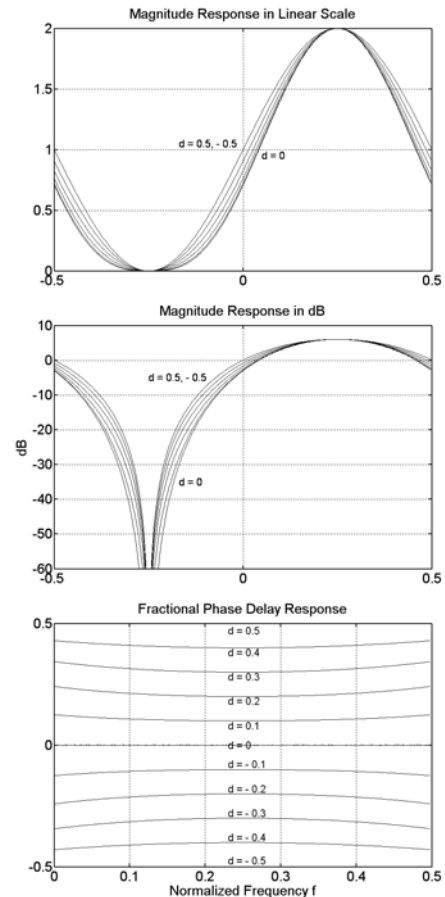 Magnitude Response in Linear Scale
2
1.5
1
0.5
0
d = 0.5, - 0.5
d = 0
-0.5 0 0.5
Magnitude Response in dB
10
0
-10
-20
-30
-40
-50
-60
dB
d = 0.5, - 0.5
d = 0
-0.5 0 0.5
Fractional Phase Delay Response
0.5
0
-0.5
d = 0.5
d = 0.4
d = 0.3
d = 0.2
d = 0.1
d = 0
d = - 0.1
d = - 0.2
d = - 0.3
d = - 0.4
d = - 0.5
0 0.1 0.2 0.3 0.4 0.5
Normalized Frequency f